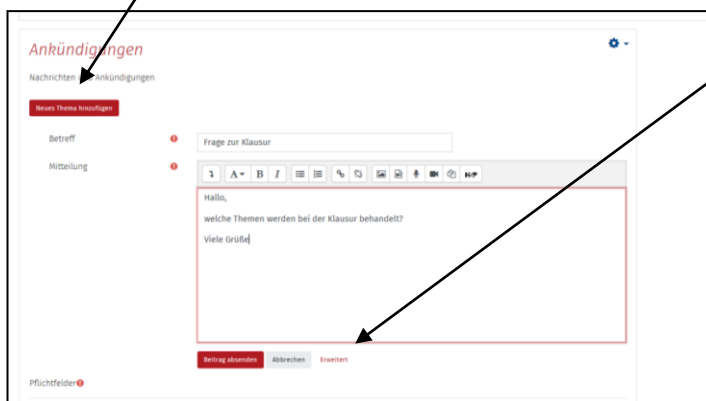 Ankündigungen
Nachrichten Ankündigungen
Neues Thema hinzufügen
Betreff
Frage zur Klausur
Mitteilung
A B I H-P
Hallo,
welche Themen werden bei der Klausur behandelt?
Viele Grüße
Beitrag absenden Abbrechen Erweitert
Pflichtfelder